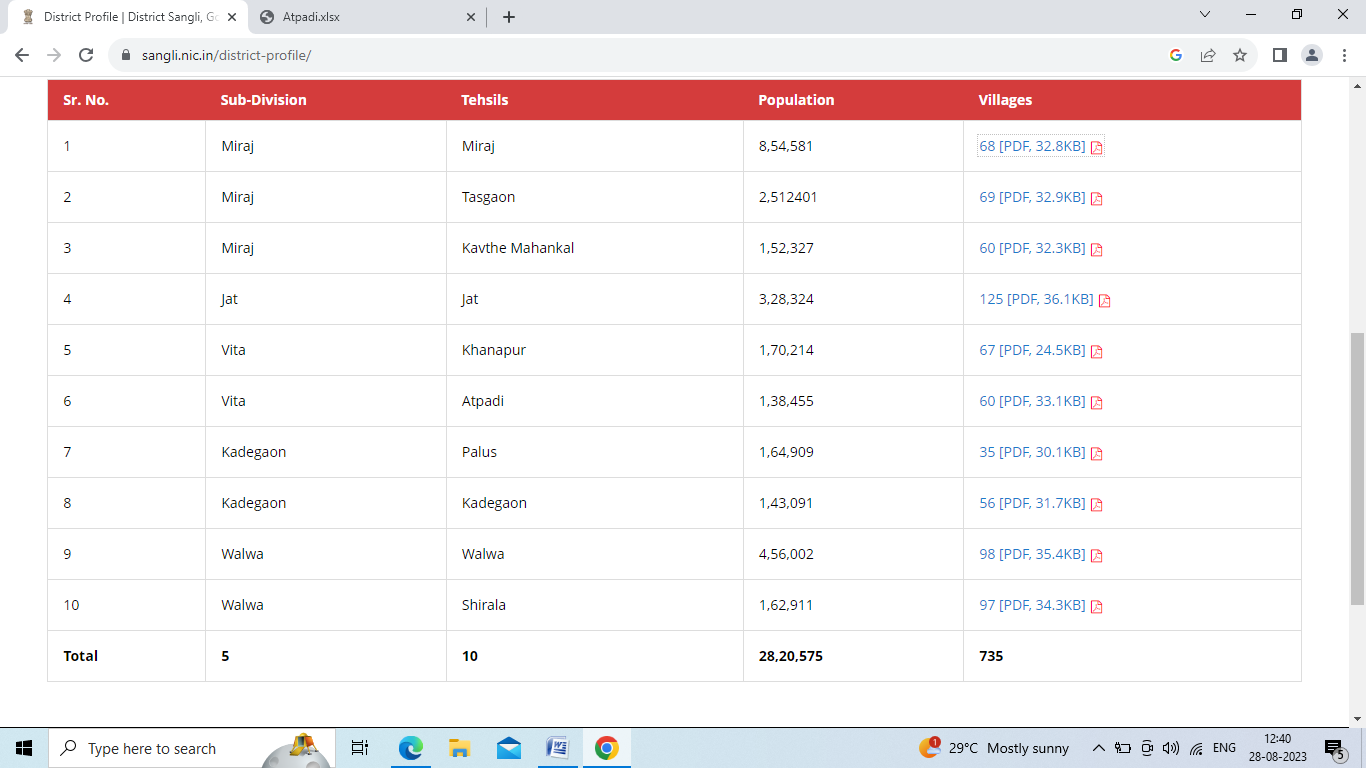 District Profile | District Sangli, Go
Atpadi.xlsx
sangli.nic.in/district-profile/
Sr. No. Sub-Division Tehsils Population Villages
1 Miraj Miraj 8,54,581 68 [PDF, 32.8KB]
2 Miraj Tasgaon 2,512401 69 [PDF, 32.9KB]
3 Miraj Kavthe Mahankal 1,52,327 60 [PDF, 32.3KB]
4 Jat Jat 3,28,324 125 [PDF, 36.1KB]
5 Vita Khanapur 1,70,214 67 [PDF, 24.5KB]
6 Vita Atpadi 1,38,455 60 [PDF, 33.1KB]
7 Kadegaon Palus 1,64,909 35 [PDF, 30.1KB]
8 Kadegaon Kadegaon 1,43,091 56 [PDF, 31.7KB]
9 Walwa Walwa 4,56,002 98 [PDF, 35.4KB]
10 Walwa Shirala 1,62,911 97 [PDF, 34.3KB]
Total 5 10 28,20,575 735
Type here to search
1
29°C Mostly sunny
ENG
12:40
28-08-2023
5